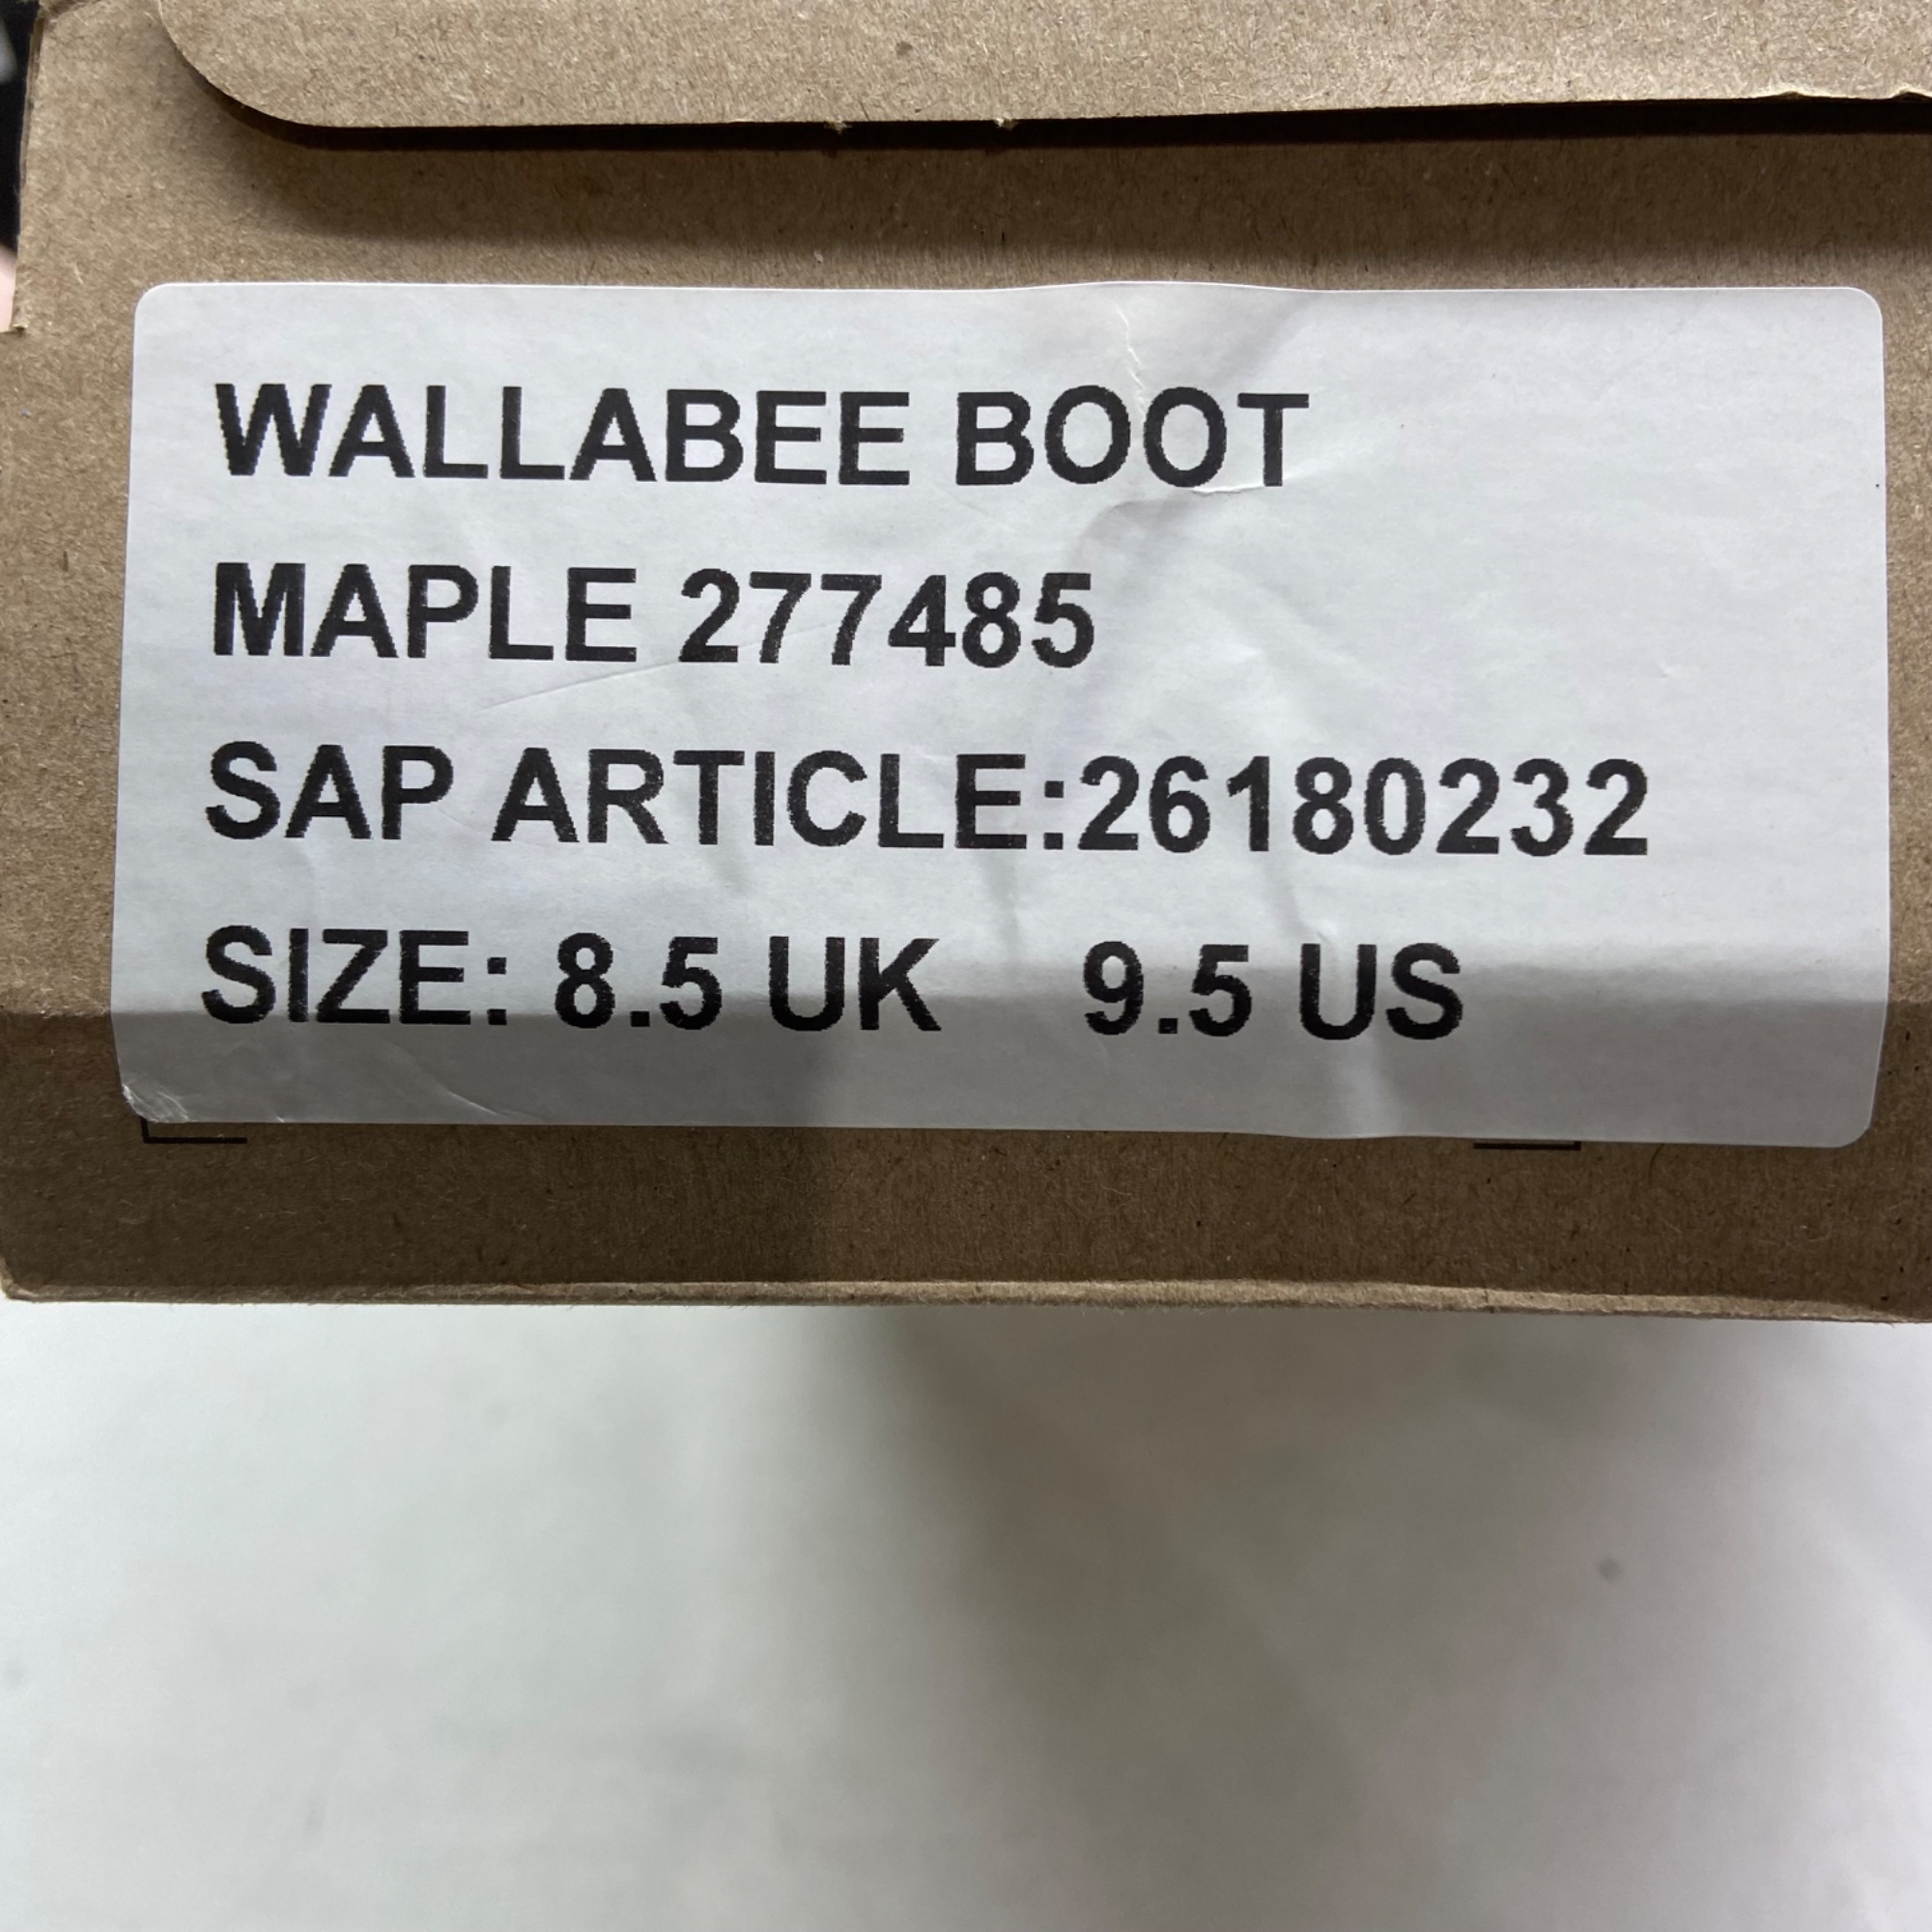 WALLABEE BOOT
MAPLE 277485
SAP ARTICLE:26180232
SIZE: 8.5 UK 9.5 US